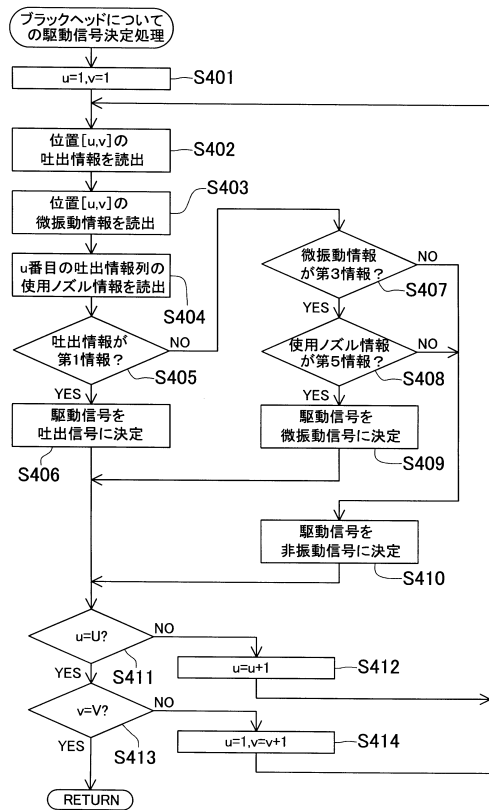 ブラックヘッドについて
の駆動信号決定処理
u=1,v=1
S401
位置[u,v]の
吐出情報を読出
S402
位置[u,v]の
微振動情報を読出
S403
u番目の吐出情報列の
使用ノズル情報を読出
S404
吐出情報が
第1情報?
NO
S405
YES
駆動信号を
吐出信号に決定
S406
微振動情報
が第3情報?
NO
S407
YES
使用ノズル情報
が第5情報?
NO
S408
YES
駆動信号を
微振動信号に決定
S409
駆動信号を
非振動信号に決定
S410
u=U?
NO
S411
YES
u=u+1
S412
v=V?
NO
S413
YES
u=1,v=v+1
S414
RETURN